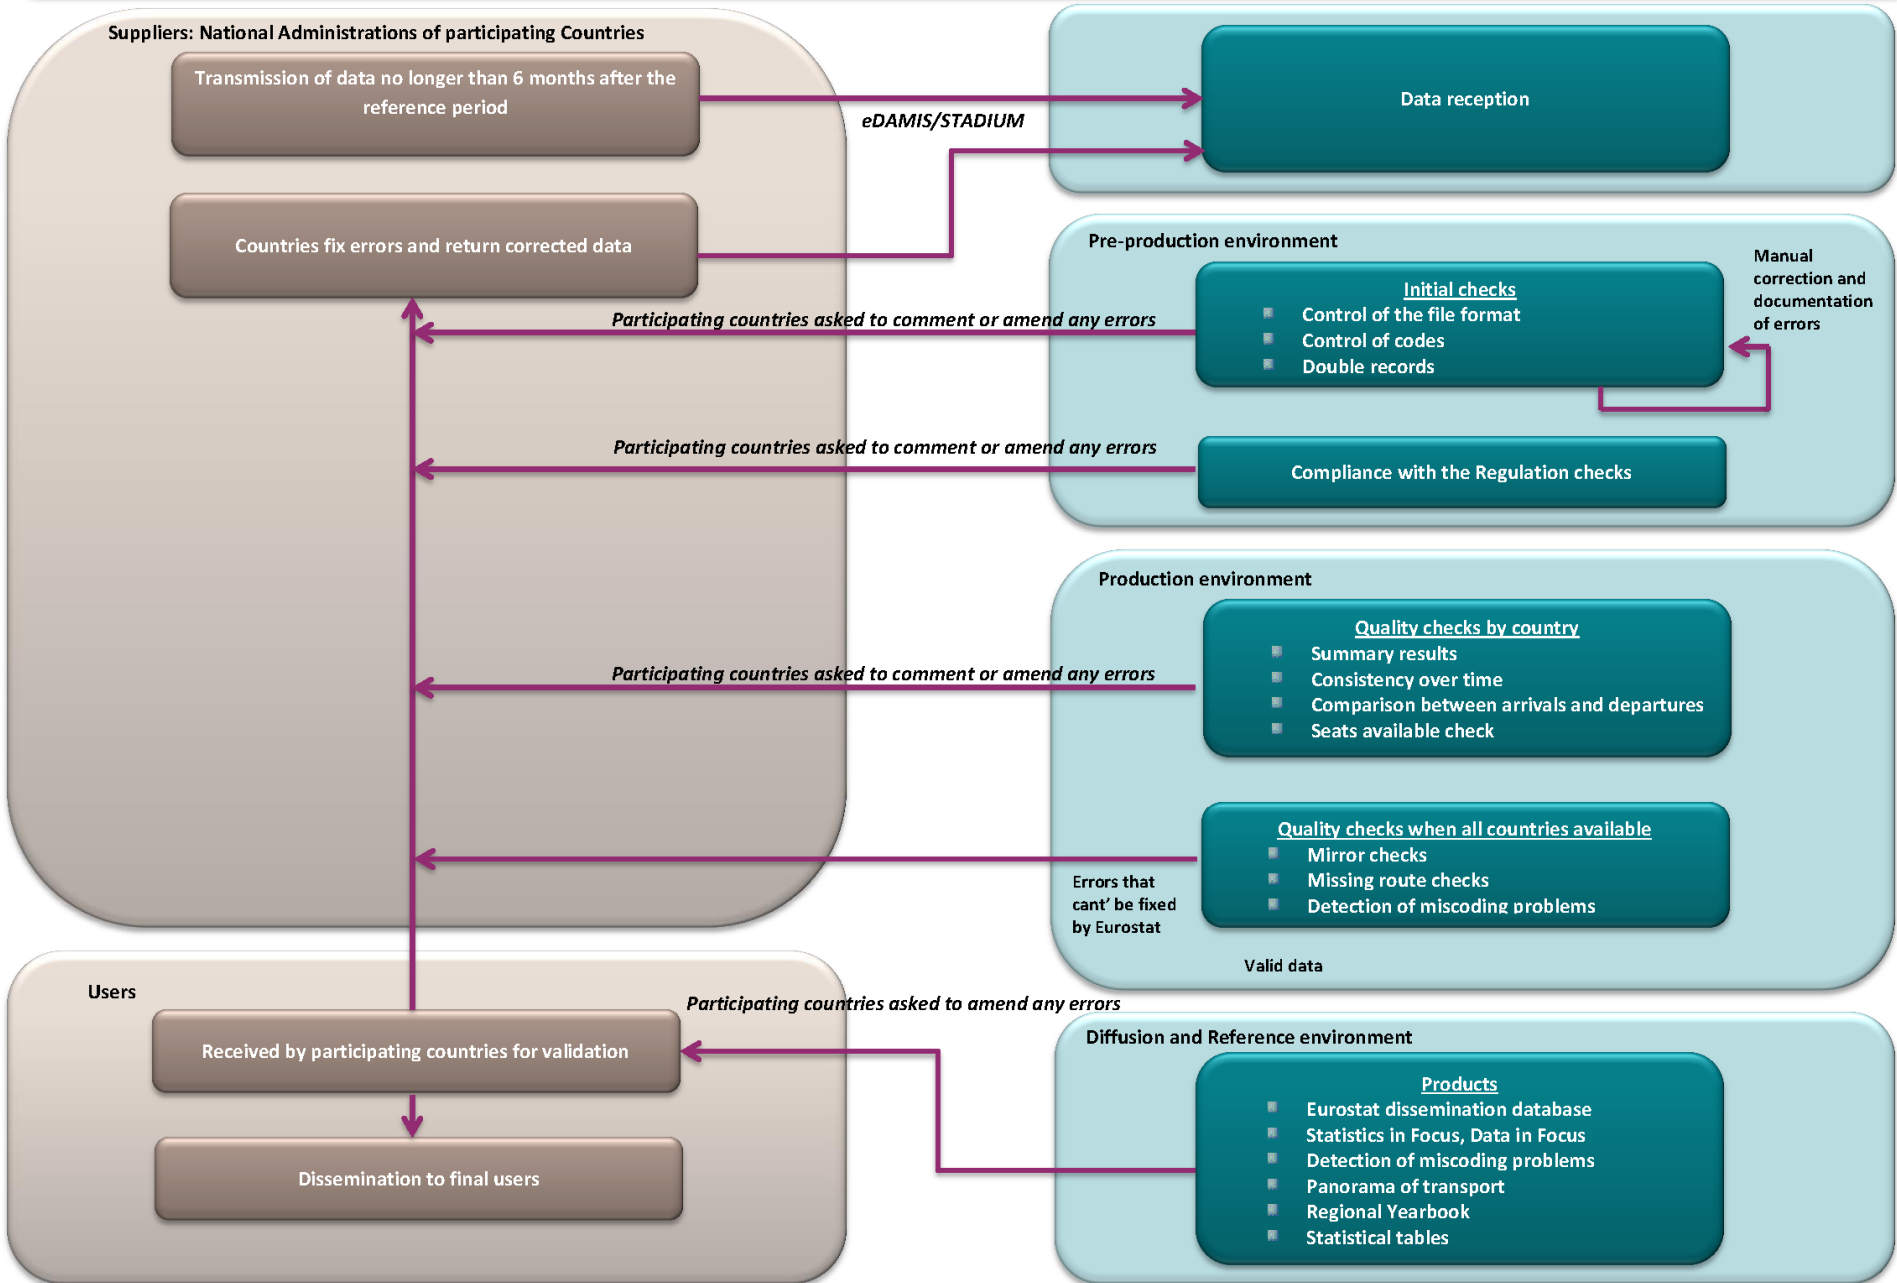 Suppliers: National Administrations of participating Countries
Transmission of data no longer than 6 months after the
reference period
eDAMIS/STADIUM
Data reception
Countries fix errors and return corrected data
Pre-production environment
Initial checks
Control of the file format
Control of codes
Double records
Manual
correction and
documentation
of errors
Participating countries asked to comment or amend any errors
Participating countries asked to comment or amend any errors
Compliance with the Regulation checks
Production environment
Quality checks by country
Summary results
Consistency over time
Comparison between arrivals and departures
Seats available check
Participating countries asked to comment or amend any errors
Quality checks when all countries available
Mirror checks
Missing route checks
Detection of miscoding problems
Errors that
cant' be fixed
by Eurostat
Valid data
Users
Participating countries asked to amend any errors
Received by participating countries for validation
Dissemination to final users
Diffusion and Reference environment
Products
Eurostat dissemination database
Statistics in Focus, Data in Focus
Detection of miscoding problems
Panorama of transport
Regional Yearbook
Statistical tables